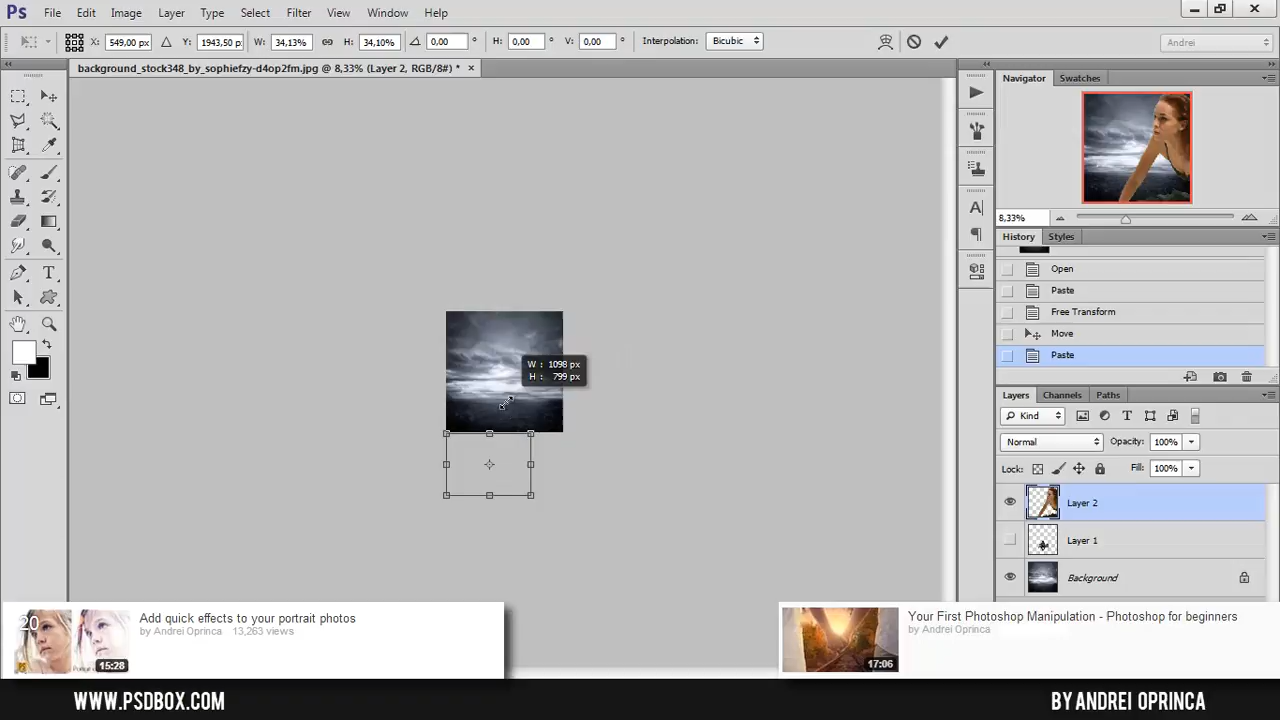 Ps File Edit Image Layer Type Select Filter View Window Help
X: 549,00 px Y: 1943,50 px W: 34,13% H: 34,10% 0,00 ° H: 0,00 ° V: 0,00 ° Interpolation: Bicubic Andrei
background_stock348_by_sophiefzy-d4op2fm.jpg @ 8,33% (Layer 2, RGB/8#) * ×
Navigator Swatches
8,33%
History Styles
Open
Paste
Free Transform
Move
Paste
W : 1098 px
H : 799 px
Layers Channels Paths
Kind
Normal Opacity: 100%
Lock: Fill: 100%
Layer 2
Layer 1
Background
20
Add quick effects to your portrait photos
by Andrei Oprinca 13,263 views
15:28
Your First Photoshop Manipulation - Photoshop for beginners
by Andrei Oprinca
17:06
WWW.PSDBOX.COM
BY ANDREI OPRINCA